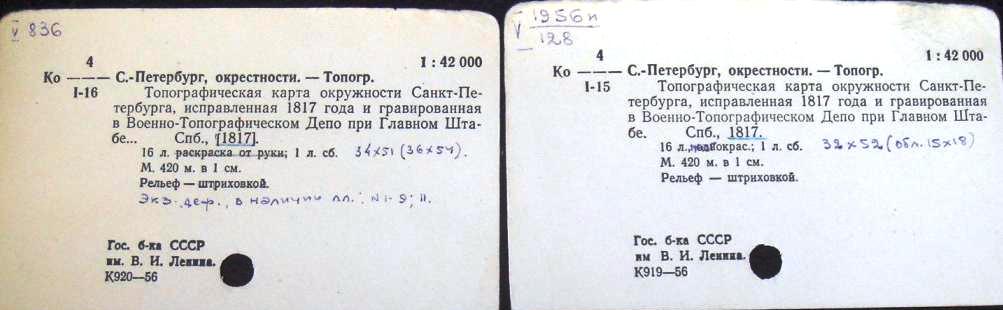 V 836
4
Ко ——— С.-Петербург, окрестности. — Топогр. 1 : 42 000
I-16
Топографическая карта окружности Санкт-Пе-
тербурга, исправленная 1817 года и гравированная
в Военно-Топографическом Депо при Главном Шта-
бе... Спб., [1817].
16 л. раскраска от руки; 1 л. сб. 34×51 (36×54).
М. 420 м. в 1 см.
Рельеф — штриховкой.
Экз. деф., в наличии лл.: N1-9; 11.
Гос. б-ка СССР
им. В. И. Ленина.
К920—56
V 1956п
128
4
Ко ——— С.-Петербург, окрестности. — Топогр. 1 : 42 000
I-15
Топографическая карта окружности Санкт-Пе-
тербурга, исправленная 1817 года и гравированная
в Военно-Топографическом Депо при Главном Шта-
бе. Спб., 1817.
16 л., окрас.; 1 л. сб. 32×52 (обл. 15×18)
М. 420 м. в 1 см.
Рельеф — штриховкой.
Гос. б-ка СССР
им В. И. Ленина.
К919—56